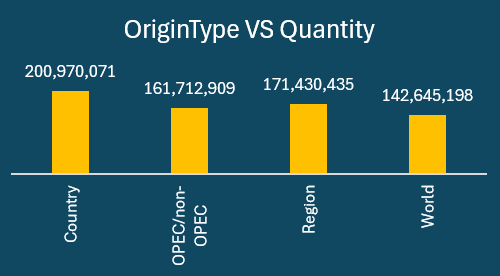 OriginType VS Quantity
200,970,071
161,712,909
171,430,435
142,645,198
Country
OPEC/non-
OPEC
Region
World